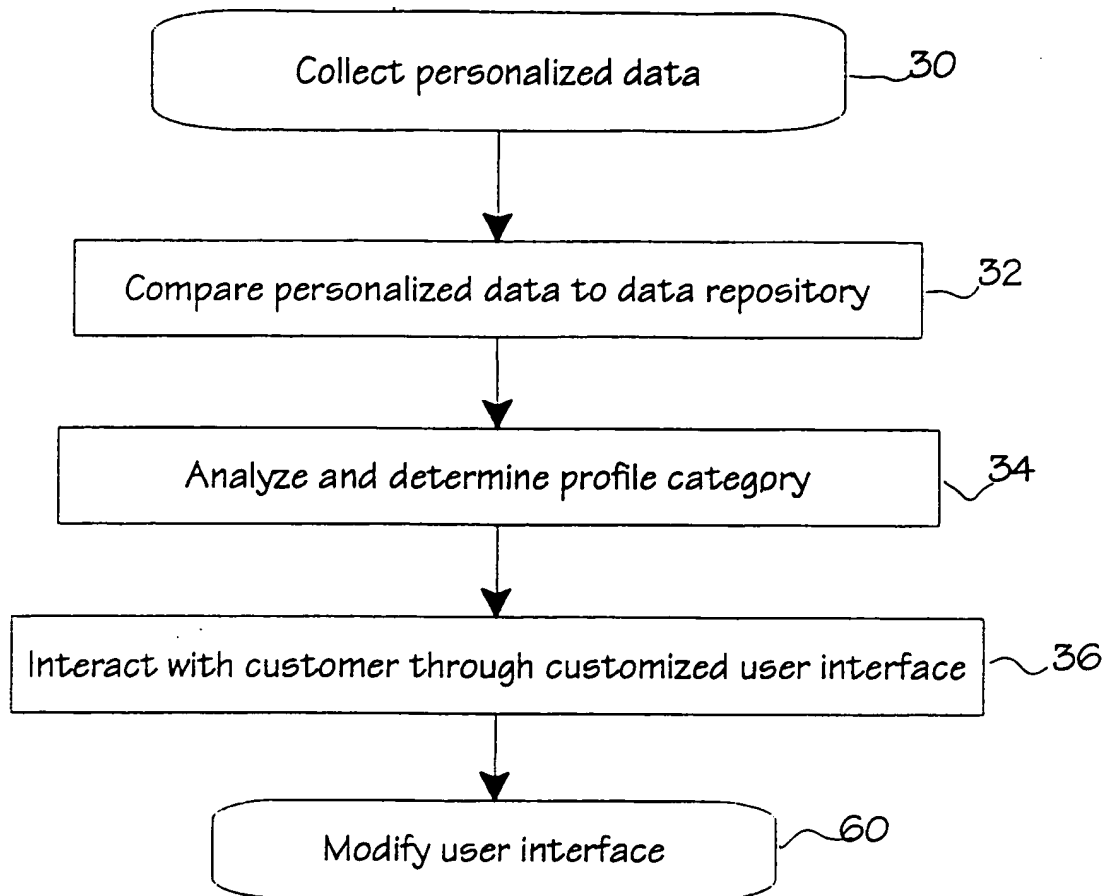 Collect personalized data
30
Compare personalized data to data repository
32
Analyze and determine profile category
34
Interact with customer through customized user interface
36
Modify user interface
60